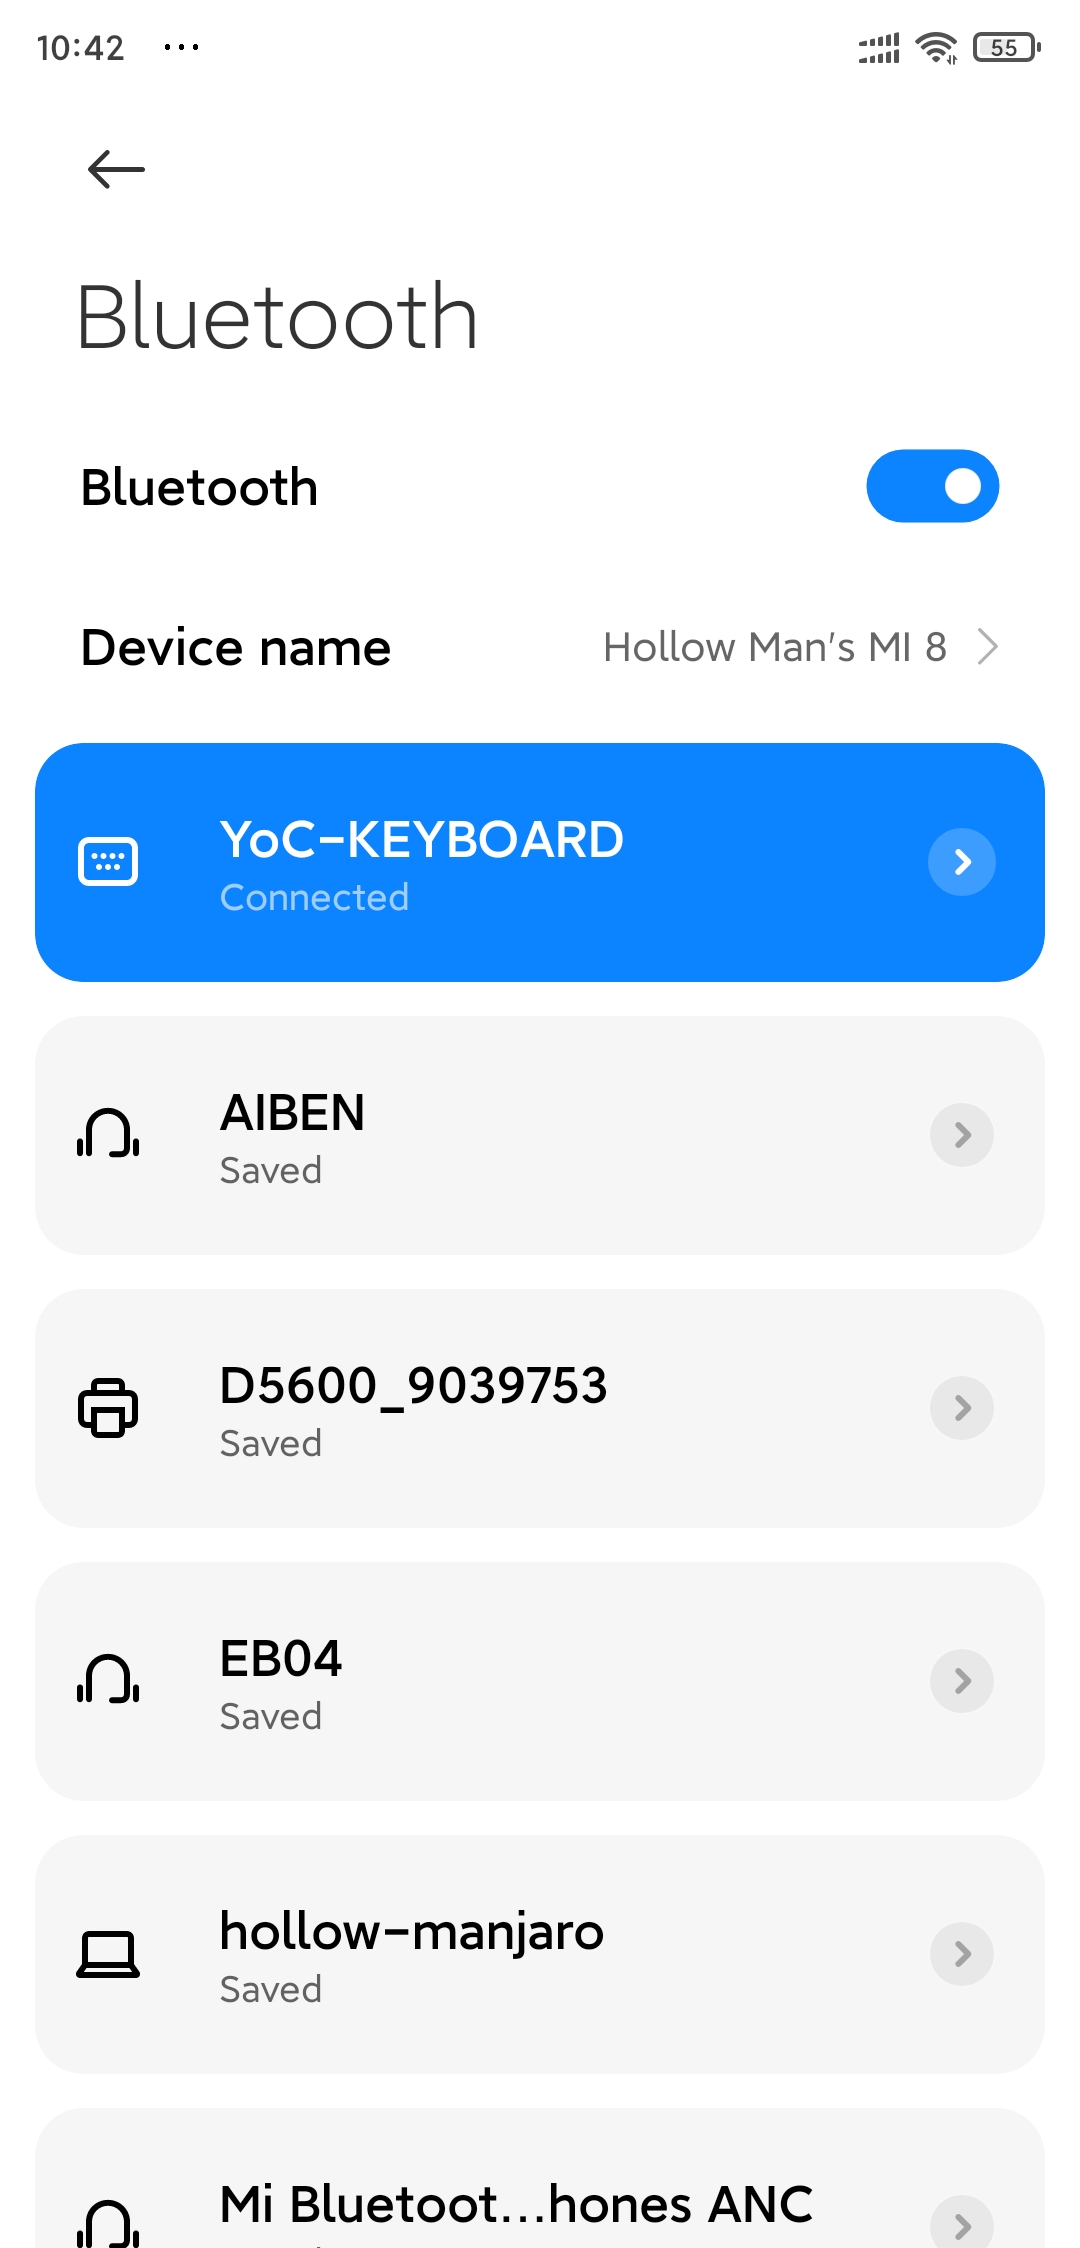 10:42 ... 55
Bluetooth
Bluetooth
Device name Hollow Man's MI 8
YoC-KEYBOARD
Connected
AIBEN
Saved
D5600_9039753
Saved
EB04
Saved
hollow-manjaro
Saved
Mi Bluetoot...hones ANC